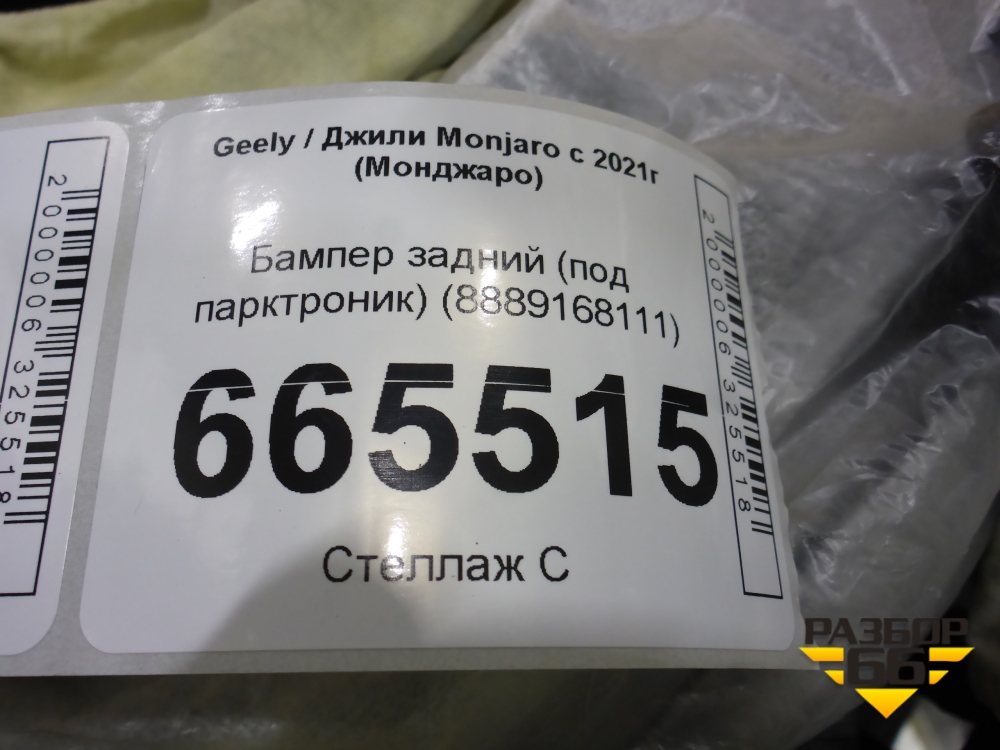 Geely / Джили Monjaro с 2021г
(Монджаро)
Бампер задний (под
парктроник) (8889168111)
665515
Стеллаж С
2000006325518
2000006325518
РАЗБОР
66